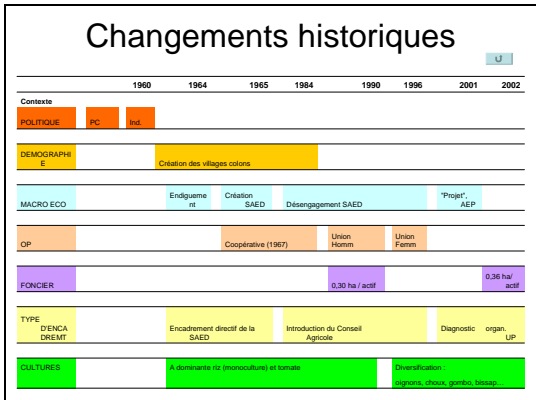 Changements historiques
1960 1964 1965 1984 1990 1996 2001 2002
Contexte
POLITIQUE PC Ind.
DEMOGRAPHI
E Création des villages colons
MACRO ECO Endigueme
nt Création
SAED Désengagement SAED "Projet",
AEP
OP Coopérative (1967) Union
Homm Union
Femm
FONCIER 0,30 ha / actif 0,36 ha/
actif
TYPE
D'ENCA
DREMT Encadrement directif de la
SAED Introduction du Conseil
Agricole Diagnostic organ.
UP
CULTURES A dominante riz (monoculture) et tomate Diversification :
oignons, choux, gombo, bissap…